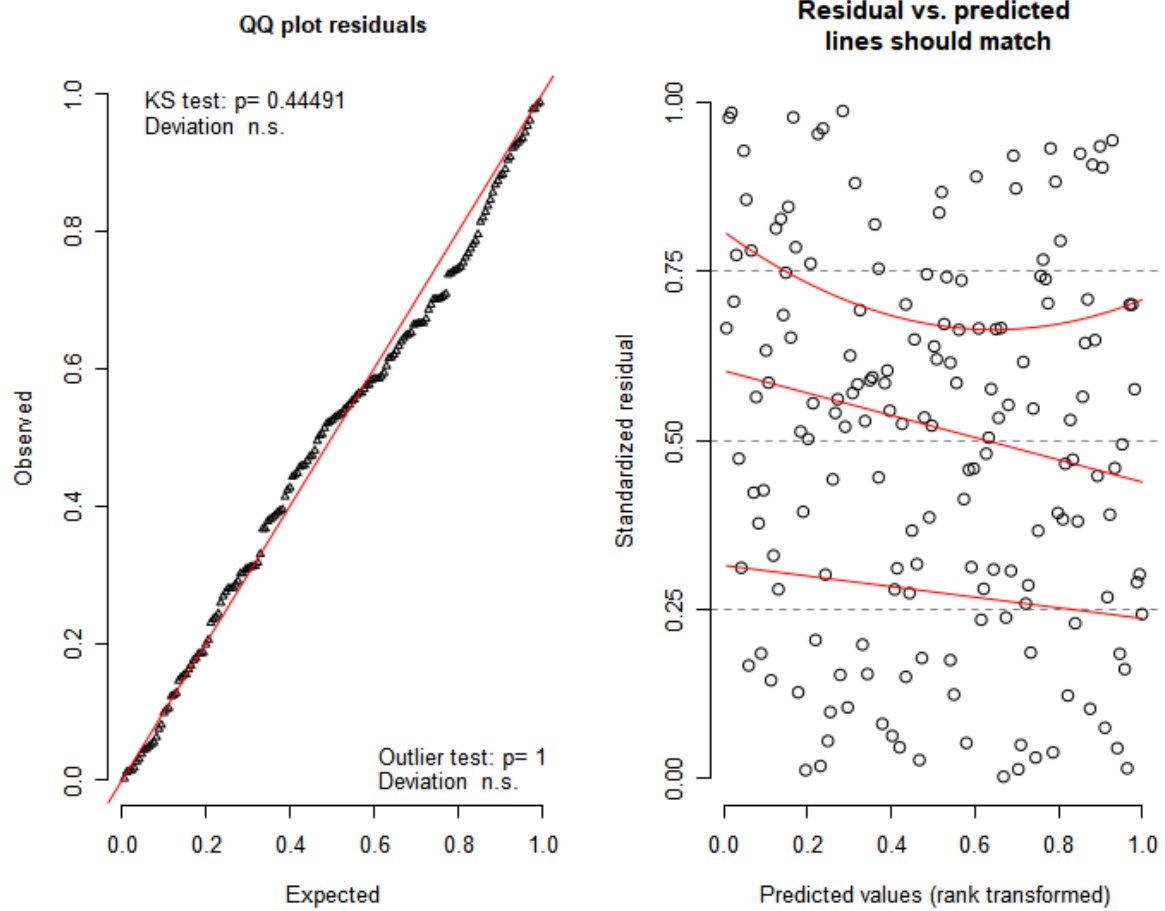 QQ plot residuals
KS test: p= 0.44491
Deviation n.s.
Outlier test: p= 1
Deviation n.s.
Observed
0.0 0.2 0.4 0.6 0.8 1.0
0.0 0.2 0.4 0.6 0.8 1.0
Expected
Residual vs. predicted
lines should match
Standardized residual
0.00 0.25 0.50 0.75 1.00
0.0 0.2 0.4 0.6 0.8 1.0
Predicted values (rank transformed)